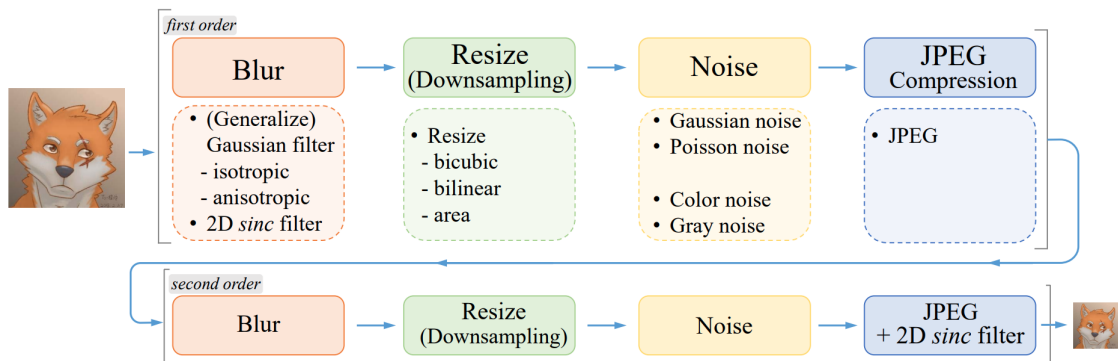 first order
Blur
Resize
(Downsampling)
Noise
JPEG
Compression
• (Generalize)
Gaussian filter
- isotropic
- anisotropic
• 2D sinc filter
• Resize
- bicubic
- bilinear
- area
• Gaussian noise
• Poisson noise
• Color noise
• Gray noise
• JPEG
second order
Blur
Resize
(Downsampling)
Noise
JPEG
+ 2D sinc filter